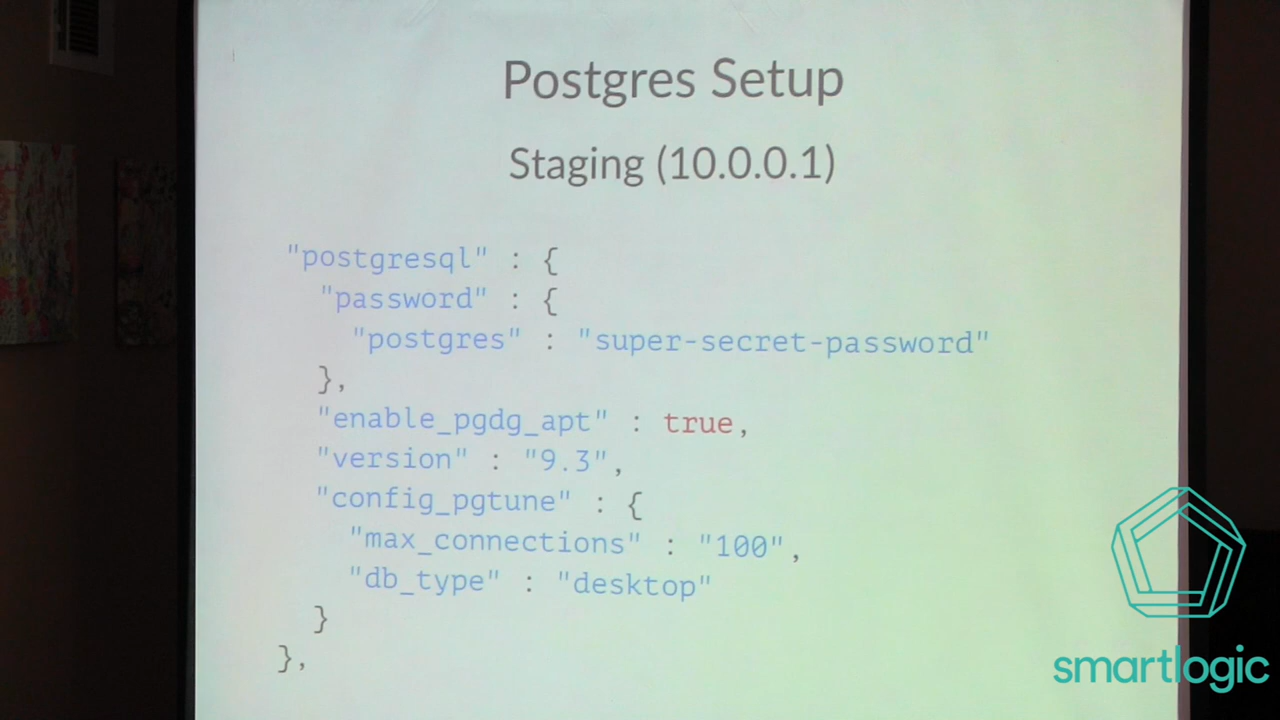 Postgres Setup
Staging (10.0.0.1)
"postgresql" : {
"password" : {
"postgres" : "super-secret-password"
},
"enable_pgdg_apt" : true,
"version" : "9.3",
"config_pgtune" : {
"max_connections" : "100",
"db_type" : "desktop"
}
},
smartlogic